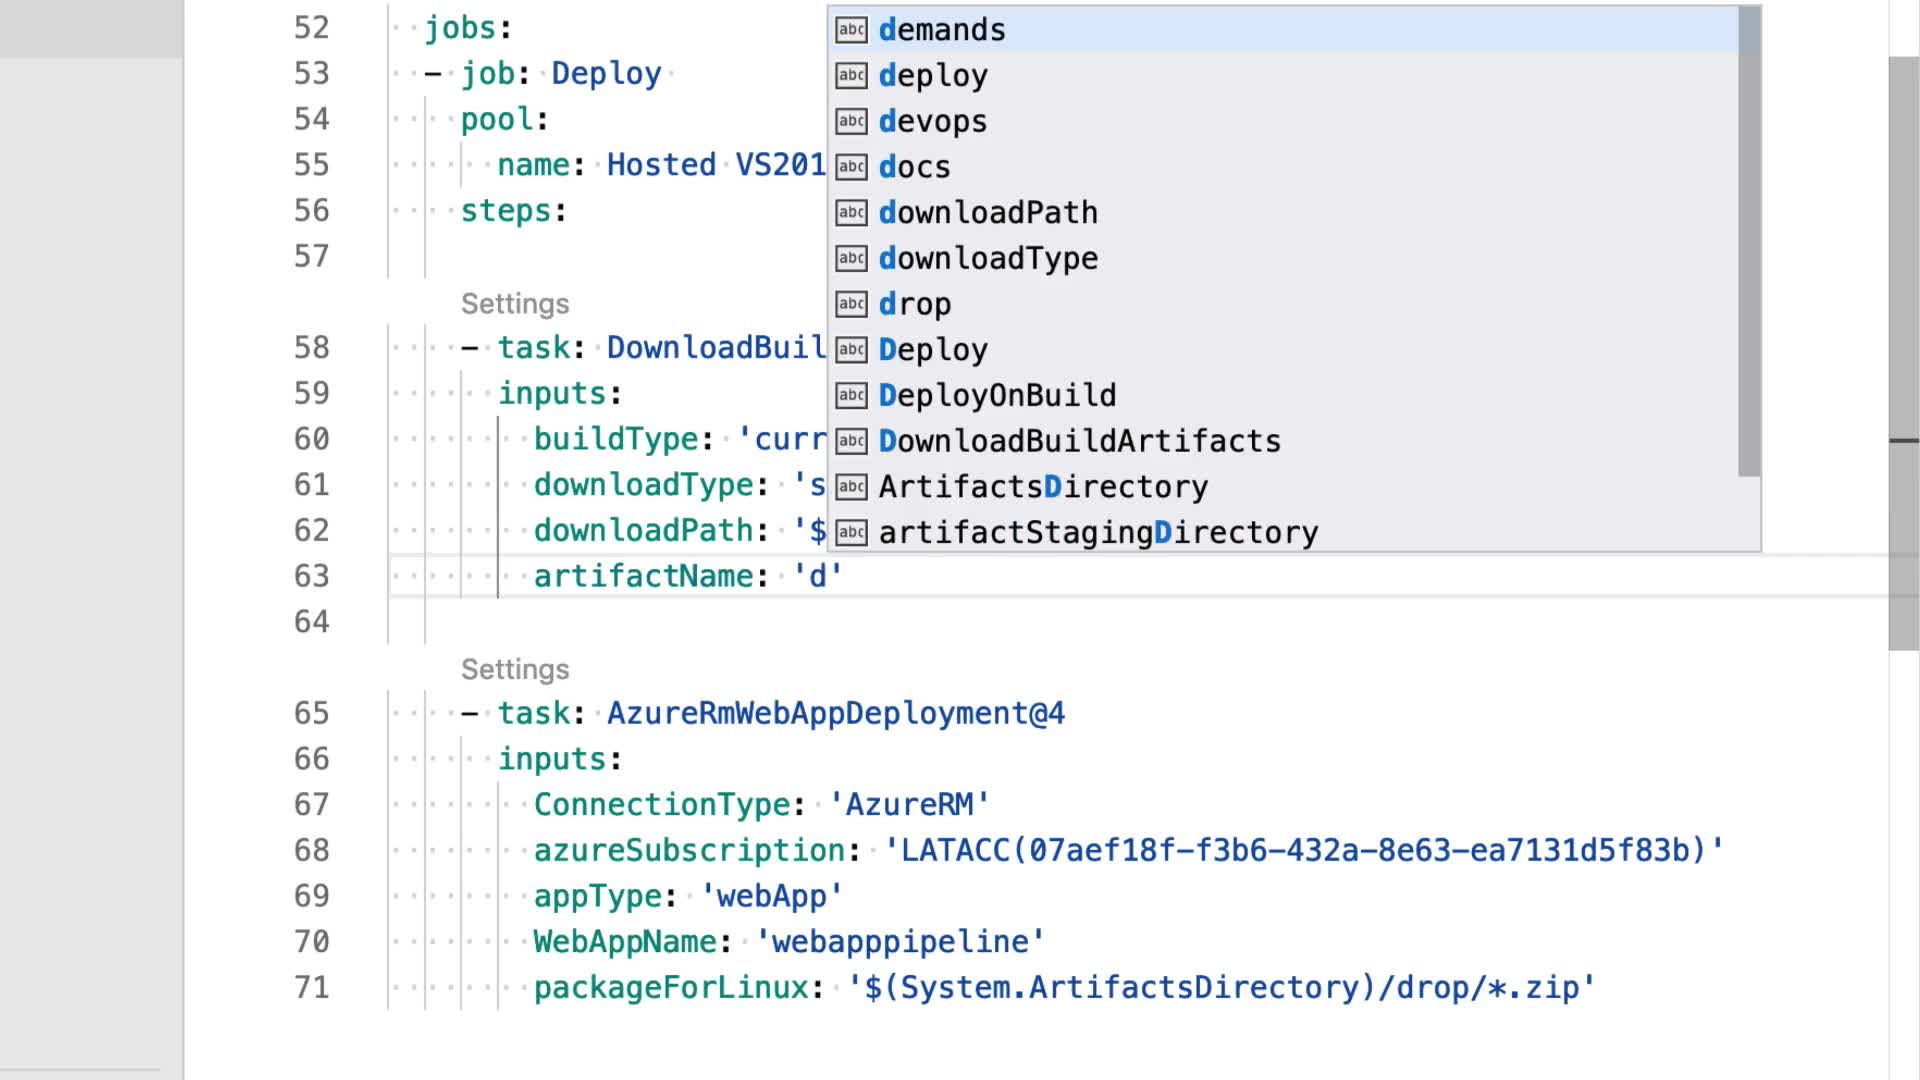 52 jobs:
53 - job: Deploy
54 pool:
55 name: Hosted VS201
56 steps:
57
Settings
58 - task: DownloadBuil
59 inputs:
60 buildType: 'curr
61 downloadType: 's
62 downloadPath: '$
63 artifactName: 'd'
64
Settings
65 - task: AzureRmWebAppDeployment@4
66 inputs:
67 ConnectionType: 'AzureRM'
68 azureSubscription: 'LATACC(07aef18f-f3b6-432a-8e63-ea7131d5f83b)'
69 appType: 'webApp'
70 WebAppName: 'webapppipeline'
71 packageForLinux: '$(System.ArtifactsDirectory)/drop/*.zip'
abc demands
abc deploy
abc devops
abc docs
abc downloadPath
abc downloadType
abc drop
abc Deploy
abc DeployOnBuild
abc DownloadBuildArtifacts
abc ArtifactsDirectory
abc artifactStagingDirectory